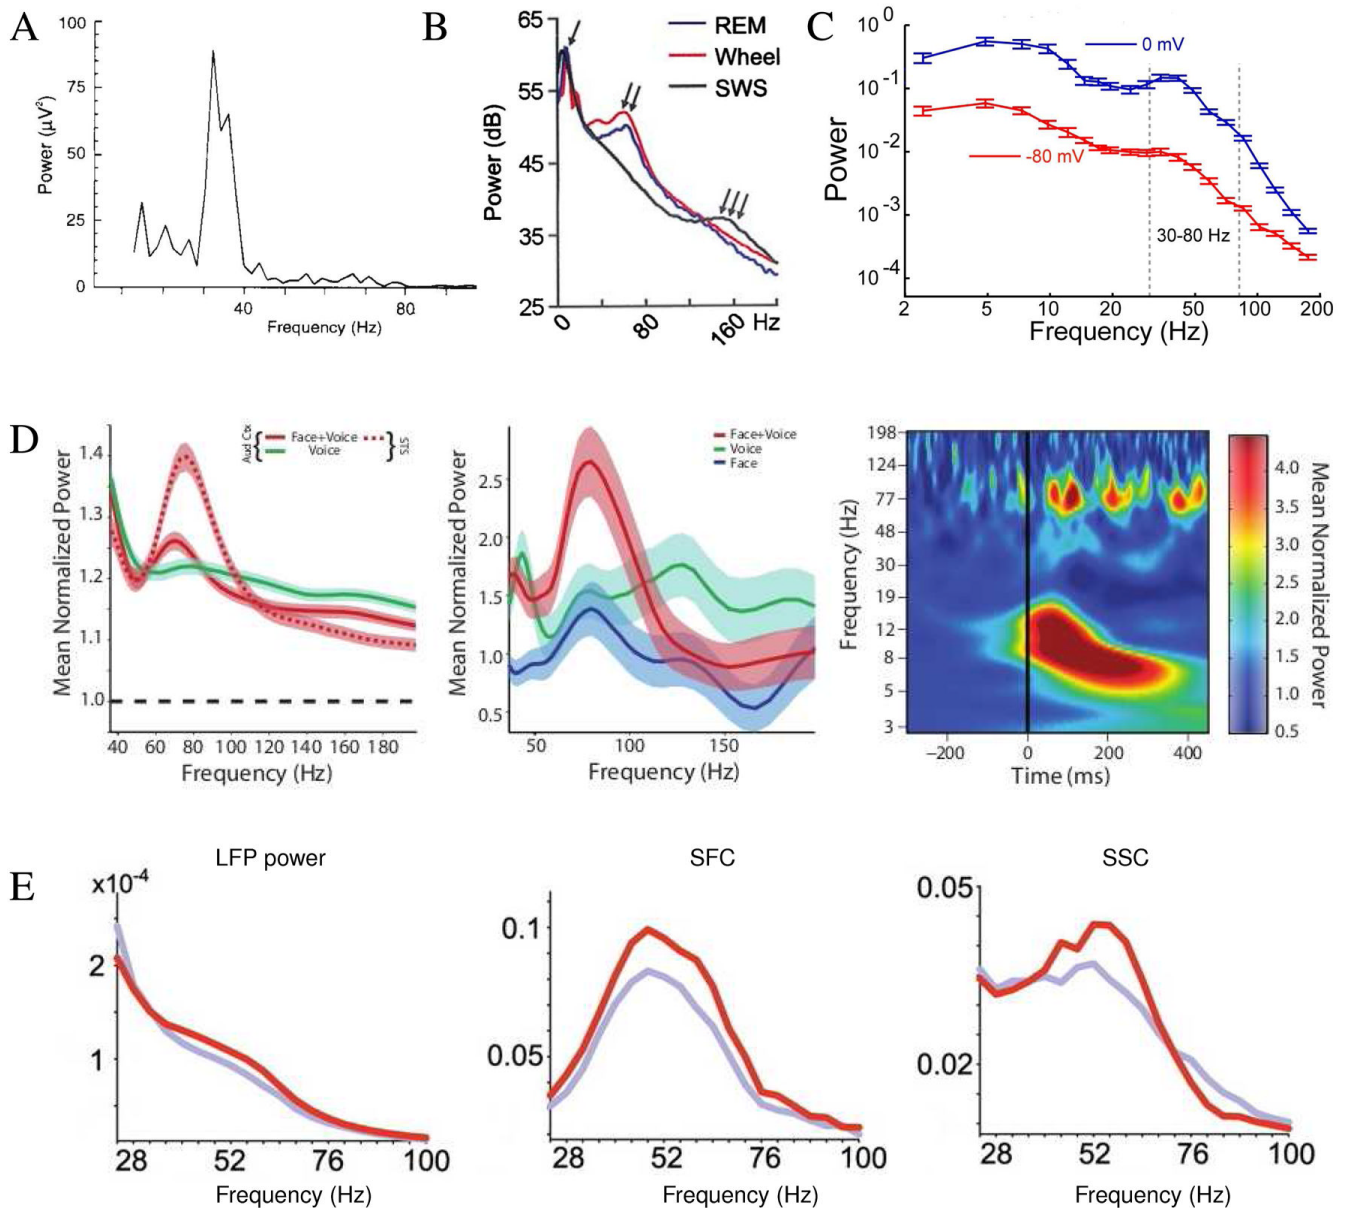 A
100
75
50
25
0
40
80
Power (μV²)
Frequency (Hz)
B
65
55
45
35
25
0
80
160
Hz
Power (dB)
REM
Wheel
SWS
C
10⁰
10⁻¹
10⁻²
10⁻³
10⁻⁴
Power
0 mV
-80 mV
30-80 Hz
2
5
10
20
50
100
200
Frequency (Hz)
D
1.4
1.3
1.2
1.1
1.0
Mean Normalized Power
Aud Ctx
Face+Voice
Voice
STS
40 60 80 100 120 140 160 180
Frequency (Hz)
2.5
2.0
1.5
1.0
0.5
Mean Normalized Power
Face+Voice
Voice
Face
50
100
150
Frequency (Hz)
198
124
77
48
30
19
12
8
5
3
Frequency (Hz)
−200
0
200
400
Time (ms)
4.0
3.5
3.0
2.5
2.0
1.5
1.0
0.5
Mean Normalized Power
E
LFP power
x10⁻⁴
2
1
28 52 76 100
Frequency (Hz)
SFC
0.1
0.05
28 52 76 100
Frequency (Hz)
SSC
0.05
0.02
28 52 76 100
Frequency (Hz)